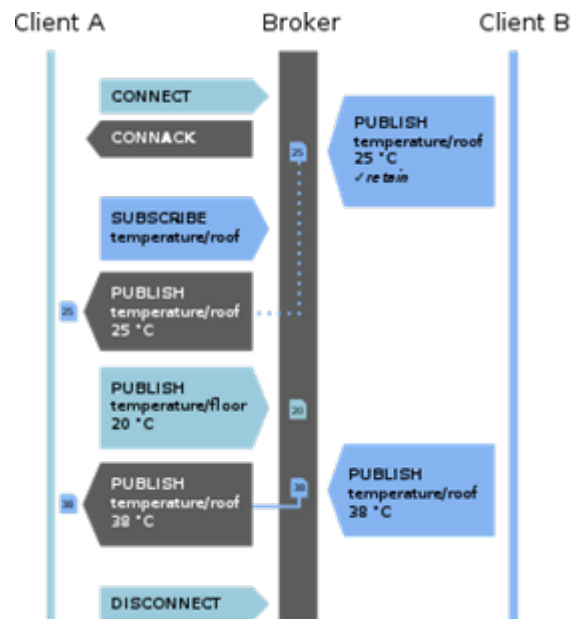 Client A
Broker
Client B
CONNECT
CONNACK
PUBLISH
temperature/roof
25 °C
✓retain
25
SUBSCRIBE
temperature/roof
PUBLISH
temperature/roof
25 °C
25
PUBLISH
temperature/floor
20 °C
20
PUBLISH
temperature/roof
38 °C
38
38
PUBLISH
temperature/roof
38 °C
DISCONNECT